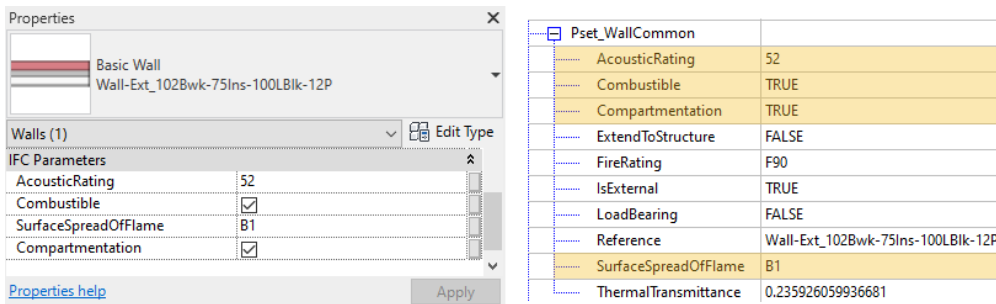 Properties
Basic Wall
Wall-Ext_102Bwk-75Ins-100LBlk-12P
Walls (1)
Edit Type
IFC Parameters
AcousticRating 52
Combustible
SurfaceSpreadOfFlame B1
Compartmentation
Properties help
Apply
Pset_WallCommon
AcousticRating 52
Combustible TRUE
Compartmentation TRUE
ExtendToStructure FALSE
FireRating F90
IsExternal TRUE
LoadBearing FALSE
Reference Wall-Ext_102Bwk-75Ins-100LBlk-12P
SurfaceSpreadOfFlame B1
ThermalTransmittance 0.235926059936681